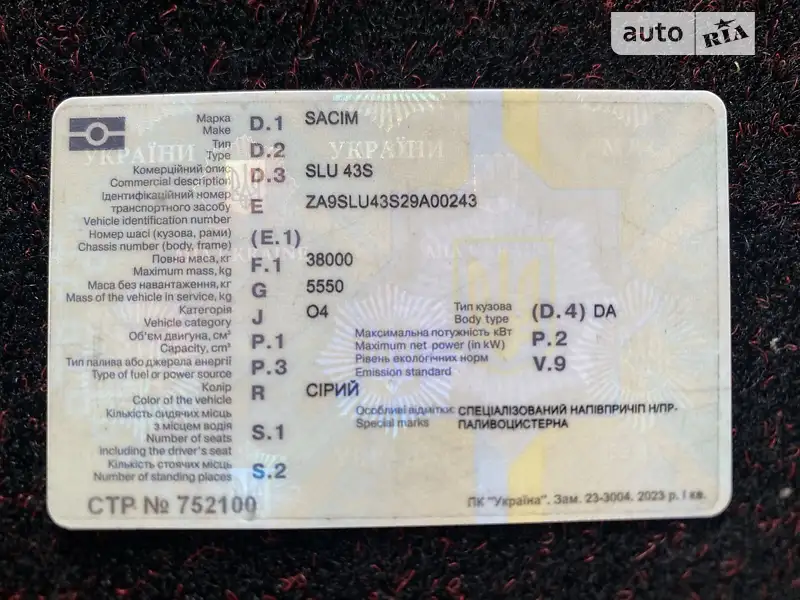 auto RIA
Марка D.1 SACIM
Make
Тип D.2
Type
Комерційний опис D.3 SLU 43S
Commercial description
Ідентифікаційний номер
транспортного засобу E ZA9SLU43S29A00243
Vehicle identification number
Номер шасі (кузова, рами) (E.1)
Chassis number (body, frame)
Повна маса, кг F.1 38000
Maximum mass, kg
Маса без навантаження, кг G 5550
Mass of the vehicle in service, kg
Категорія J O4
Vehicle category
Тип кузова (D.4) DA
Body type
Об'єм двигуна, см³ P.1
Capacity, cm³
Максимальна потужність кВт P.2
Maximum net power (in kW)
Тип палива або джерела енергії P.3
Type of fuel or power source
Рівень екологічних норм V.9
Emission standard
Колір R СІРИЙ
Color of the vehicle
Особливі відмітки: СПЕЦІАЛІЗОВАНИЙ НАПІВПРИЧІП Н/ПР-
Special marks ПАЛИВОЦИСТЕРНА
Кількість сидячих місць
з місцем водія S.1
Number of seats
including the driver's seat
Кількість стоячих місць S.2
Number of standing places
СТР № 752100
ПК "Україна". Зам. 23-3004. 2023 р. І кв.
УКРАЇНИ
УКРАЇНИ